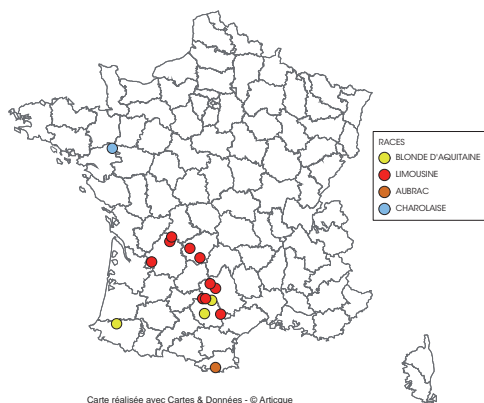 RACES
BLONDE D'AQUITAINE
LIMOUSINE
AUBRAC
CHAROLAISE
Carte réalisée avec Cartes & Données - © Articque